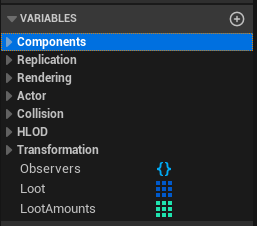 VARIABLES
Components
Replication
Rendering
Actor
Collision
HLOD
Transformation
Observers {}
Loot
LootAmounts